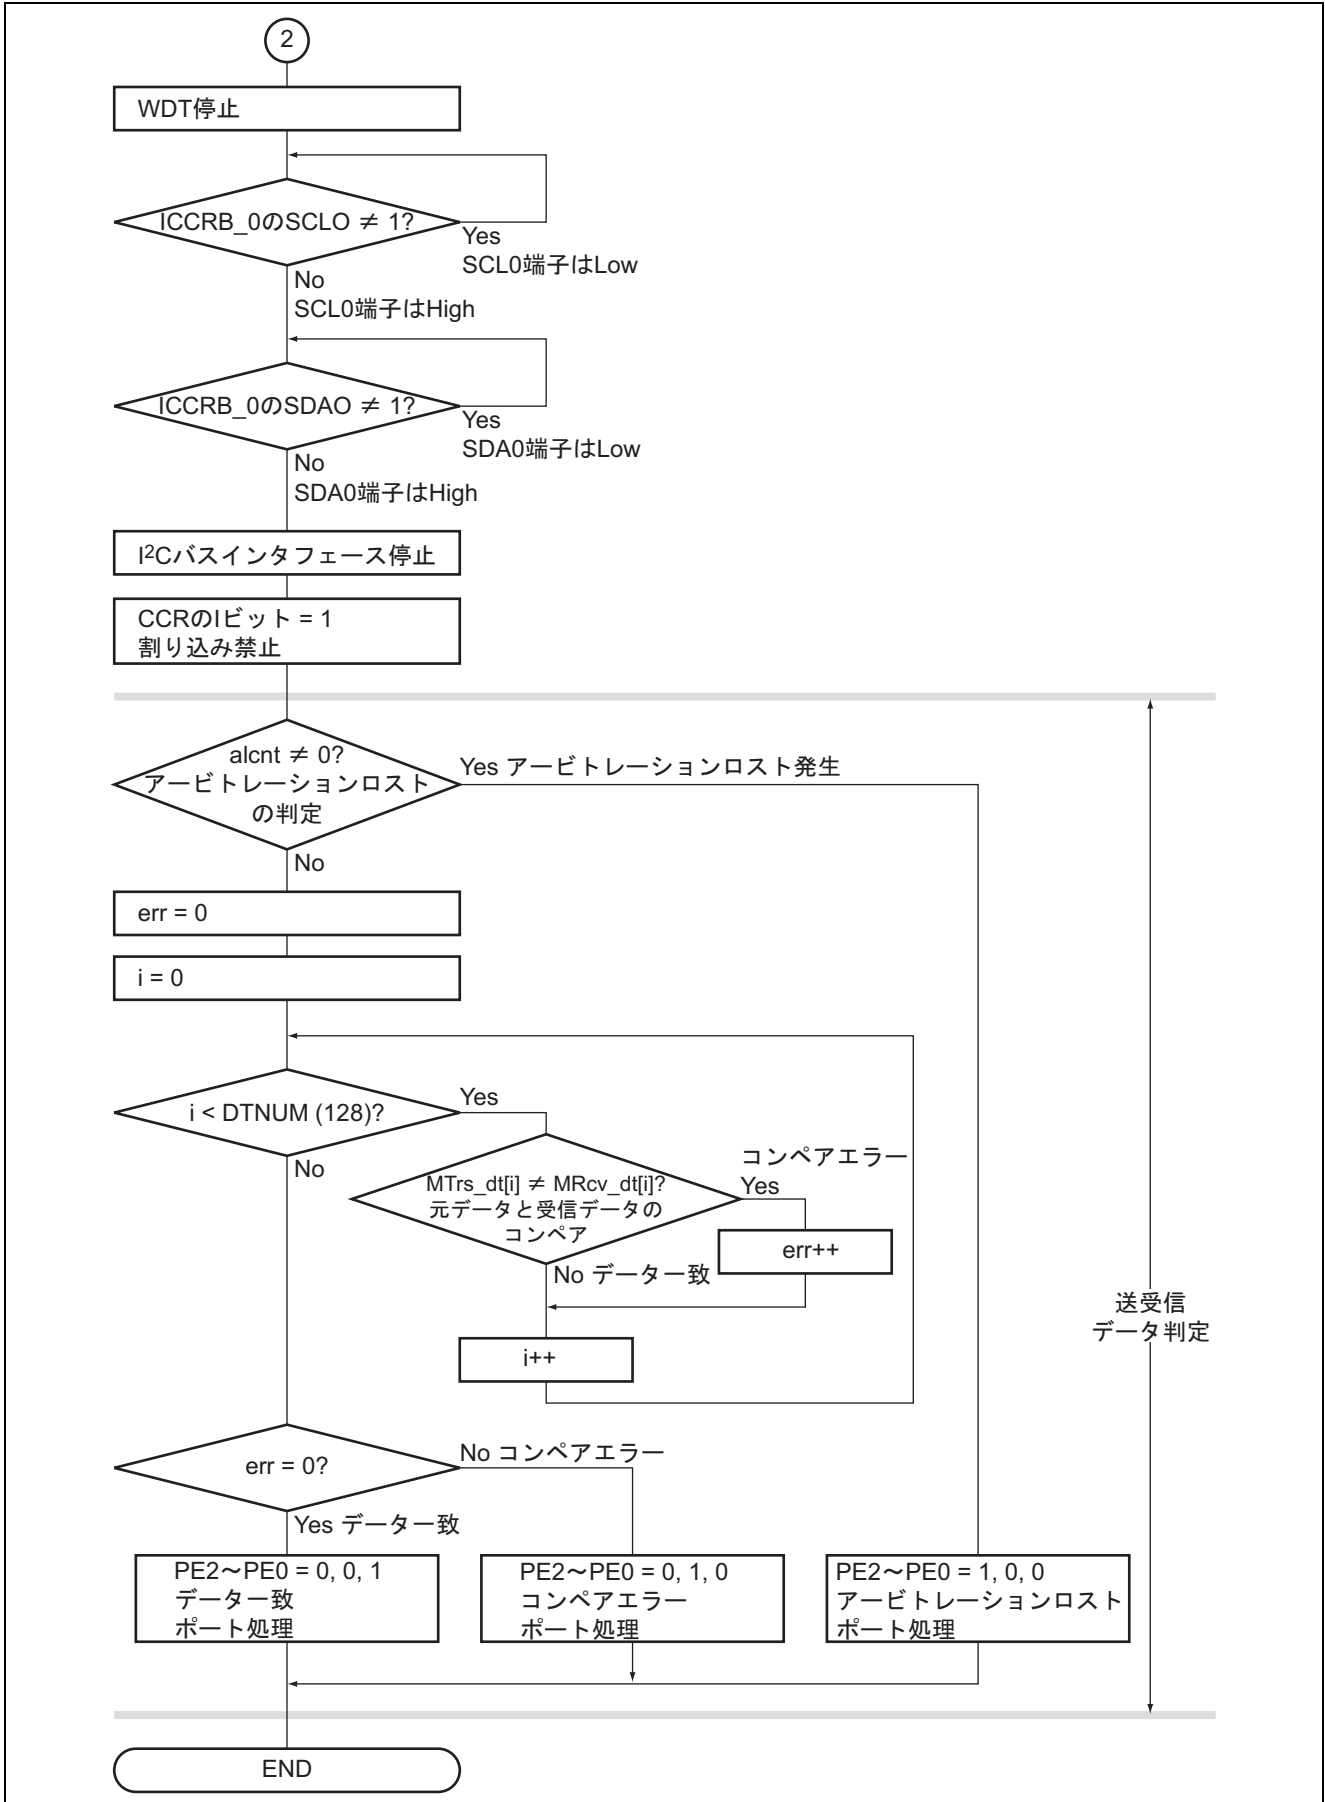 2
WDT停止
ICCRB_0のSCLO ≠ 1?
Yes
SCL0端子はLow
No
SCL0端子はHigh
ICCRB_0のSDAO ≠ 1?
Yes
SDA0端子はLow
No
SDA0端子はHigh
I²Cバスインタフェース停止
CCRのIビット = 1
割り込み禁止
alcnt ≠ 0?
アービトレーションロスト
の判定
Yes アービトレーションロスト発生
No
err = 0
i = 0
i < DTNUM (128)?
Yes
No
MTrs_dt[i] ≠ MRcv_dt[i]?
元データと受信データの
コンペア
コンペアエラー
Yes
err++
No データ一致
i++
送受信
データ判定
err = 0?
No コンペアエラー
Yes データ一致
PE2～PE0 = 0, 0, 1
データ一致
ポート処理
PE2～PE0 = 0, 1, 0
コンペアエラー
ポート処理
PE2～PE0 = 1, 0, 0
アービトレーションロスト
ポート処理
END